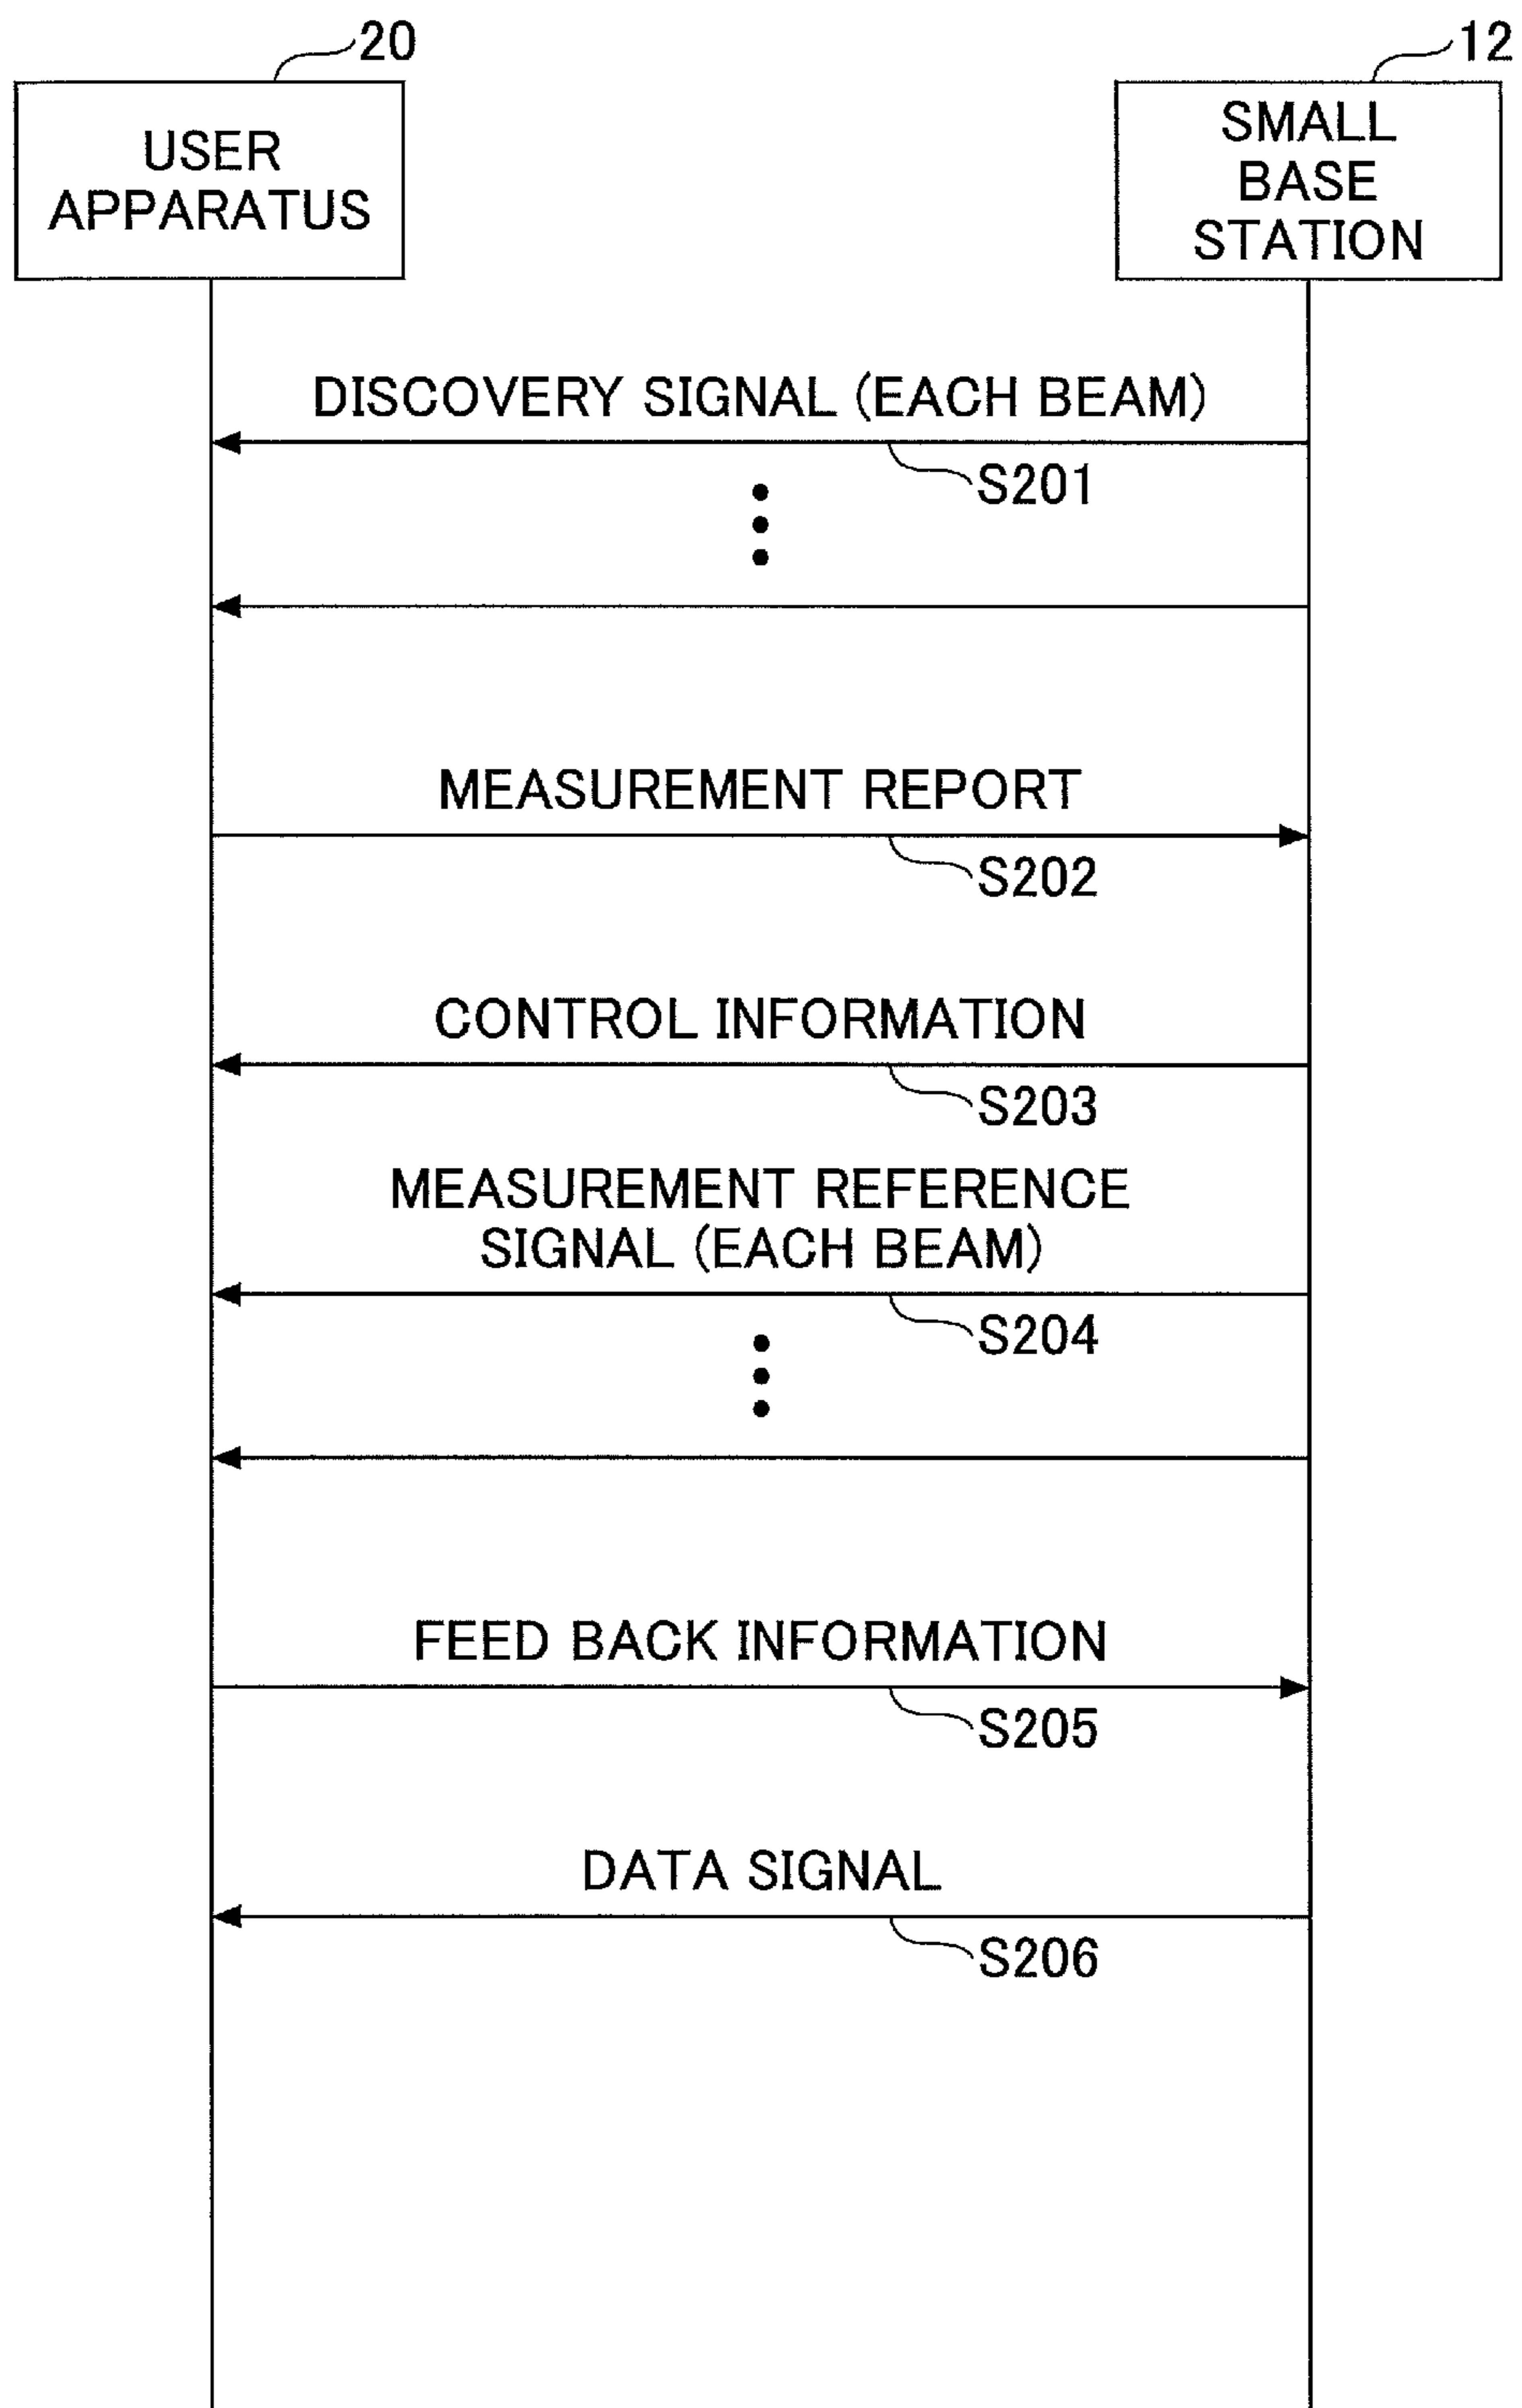 20
12
USER
APPARATUS
SMALL
BASE
STATION
DISCOVERY SIGNAL (EACH BEAM)
S201
MEASUREMENT REPORT
S202
CONTROL INFORMATION
S203
MEASUREMENT REFERENCE
SIGNAL (EACH BEAM)
S204
FEED BACK INFORMATION
S205
DATA SIGNAL
S206